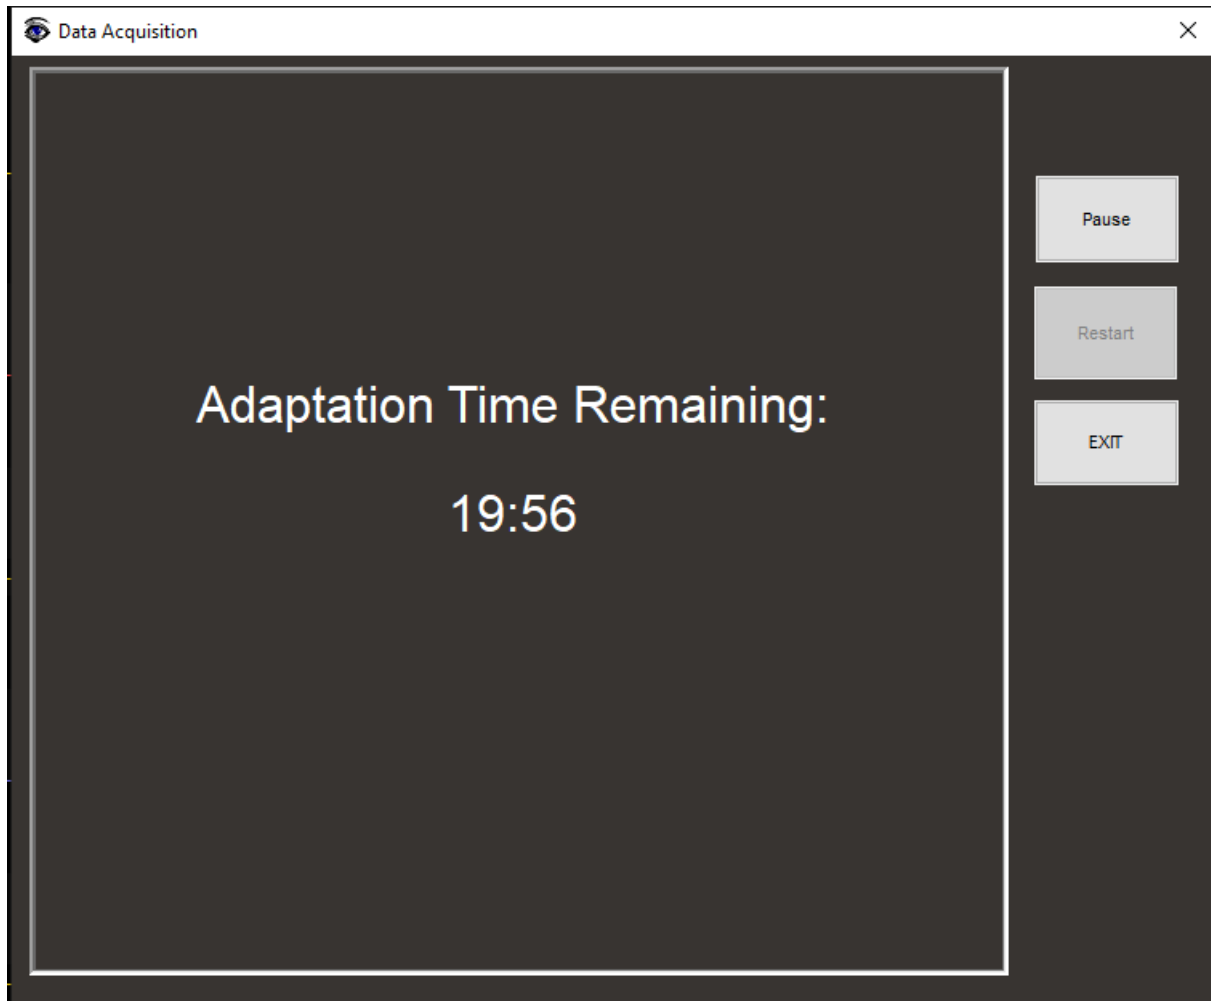 Data Acquisition
Pause
Restart
Adaptation Time Remaining:
EXIT
19:56